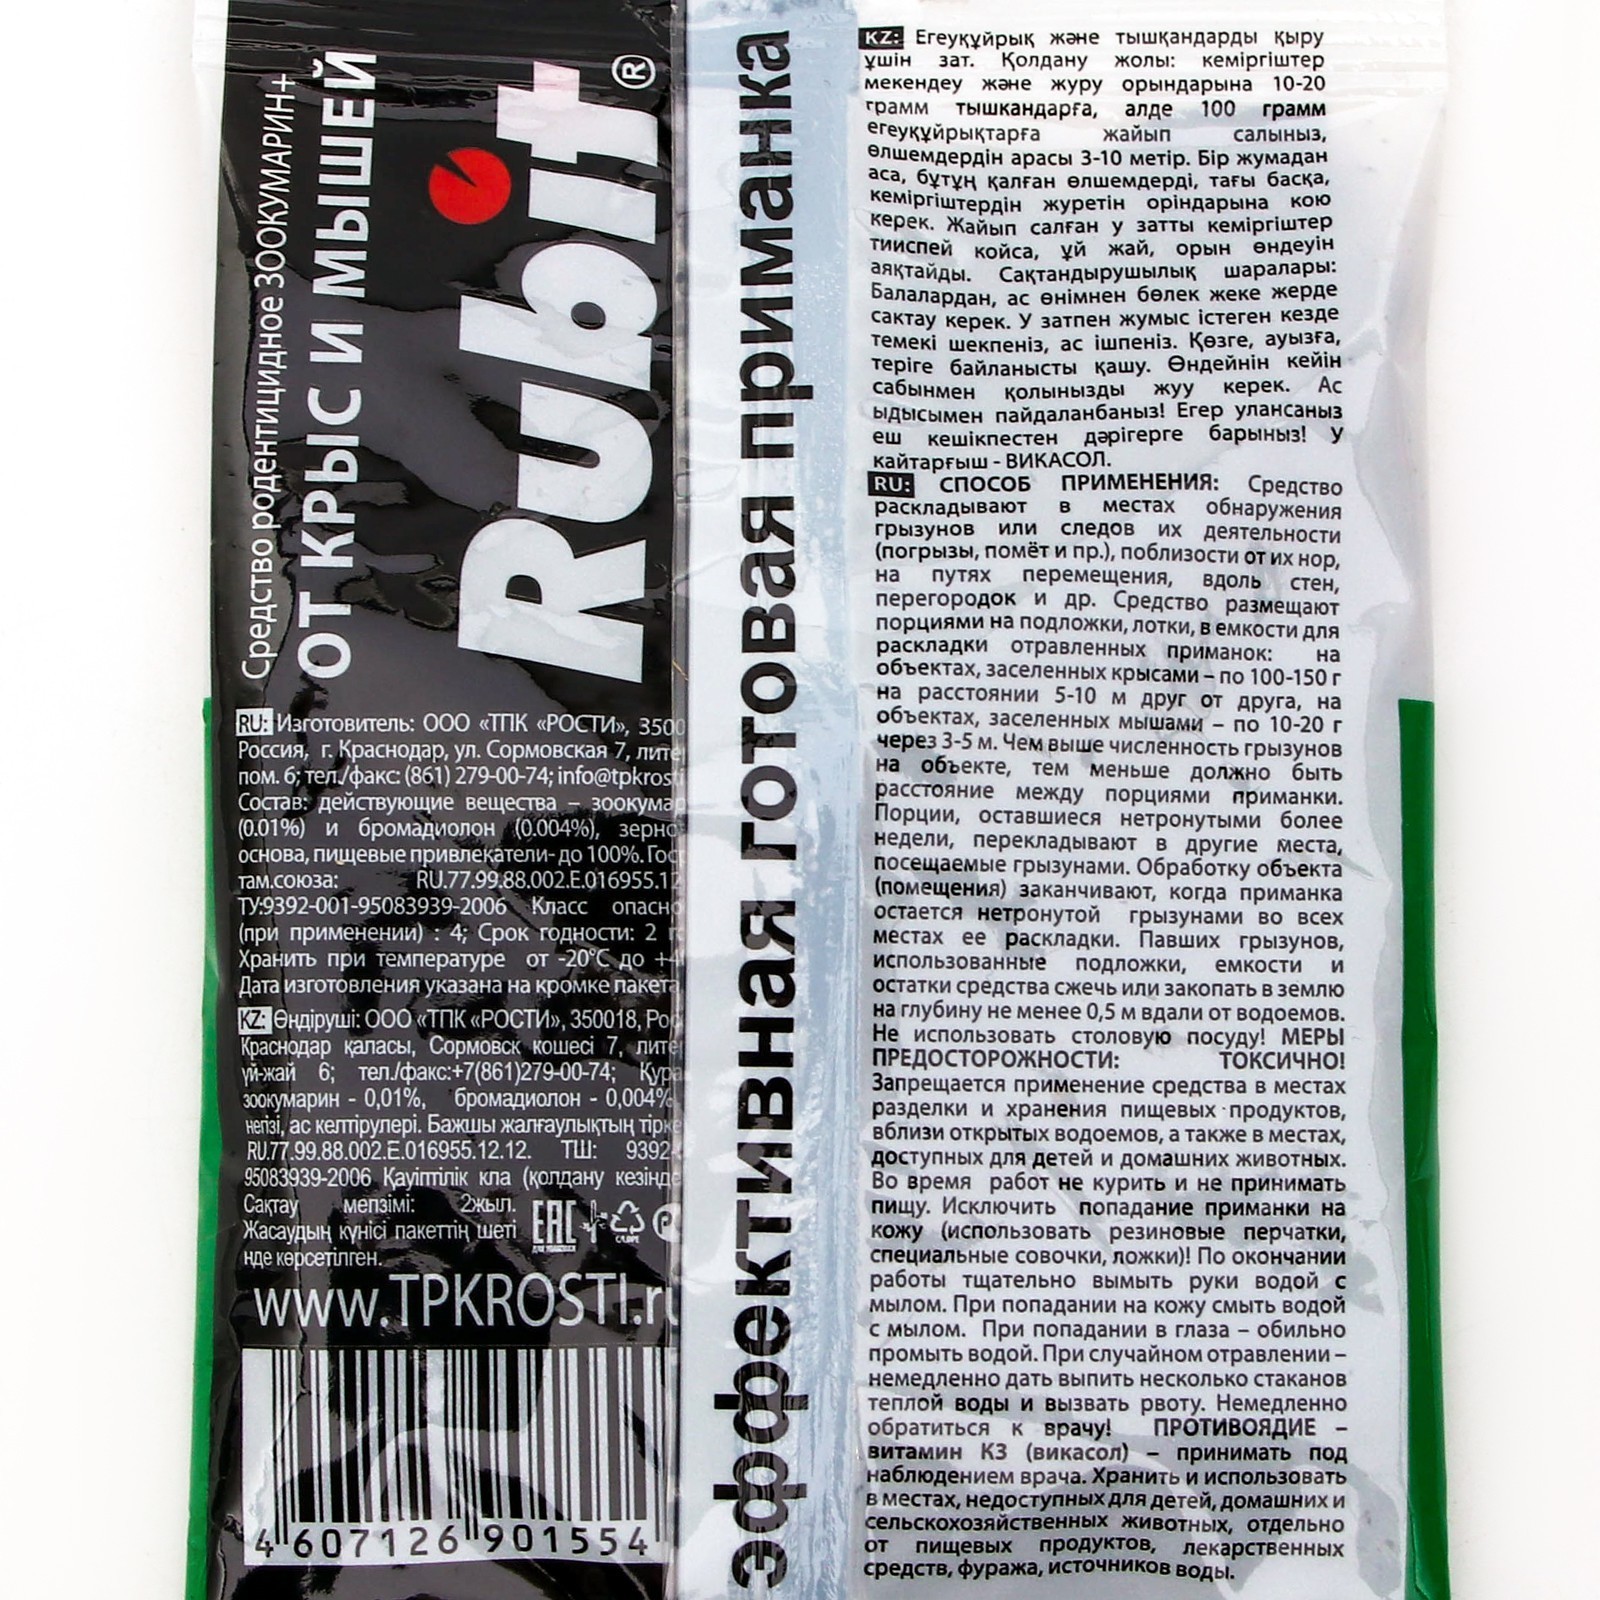 Средство родентицидное ЗООКУМАРИН+
ОТ КРЫС И МЫШЕЙ
Rubit®
RU: Изготовитель: ООО «ТПК «РОСТИ», 3500
Россия, г. Краснодар, ул. Сормовская 7, лите
пом. 6; тел./факс: (861) 279-00-74; info@tpkrosti
Состав: действующие вещества – зоокумар
(0.01%) и бромадиолон (0.004%), зерно
основа, пищевые привлекатели- до 100%. Гос
там.союза: RU.77.99.88.002.Е.016955.12
ТУ:9392-001-95083939-2006 Класс опасно
(при применении) : 4; Срок годности: 2 г
Хранить при температуре от -20°С до +4
Дата изготовления указана на кромке пакета
KZ: Өндіруші: ООО «ТПК «РОСТИ», 350018, Рос
Краснодар қаласы, Сормовск кошесі 7, лите
үй-жай 6; тел./факс:+7(861)279-00-74; Құра
зоокумарин - 0,01%, бромадиолон - 0,004%
негізі, ас келтірулері. Бажшы жалғаулықтың тірке
RU.77.99.88.002.Е.016955.12.12. ТШ: 9392-
95083939-2006 Қауіптілік кла (қолдану кезінде
Сақтау мепзімі: 2жыл.
Жасаудың күнісі пакеттің шеті
нде көрсетілген.
EAC
www.TPKROSTI.ru
4 607126 901554
эффективная готовая приманка
KZ: Егеуқұйрық және тышқандарды қыру
ұшін зат. Қолдану жолы: кеміргіштер
мекендеу және журу орындарына 10-20
грамм тышкандарға, алде 100 грамм
егеуқұйрықтарға жайып салыныз,
өлшемдердін арасы 3-10 метір. Бір жумадан
аса, бұтұң қалған өлшемдерді, тағы басқа,
кеміргіштердін журетін оріндарына кою
керек. Жайып салған у затты кеміргіштер
тииспей койса, ұй жай, орын өндеуін
аяқтайды. Сақтандырушылық шаралары:
Балалардан, ас өнімнен бөлек жеке жерде
сактау керек. У затпен жумыс істеген кезде
темекі шекпеніз, ас ішпеніз. Қөзге, ауызға,
теріге байланысты қашу. Өндейнін кейін
сабынмен қолынызды жуу керек. Ас
ыдысымен пайдаланбаныз! Егер улансаныз
еш кешікпестен дәрігерге барыныз! У
кайтарғыш - ВИКАСОЛ.
RU: СПОСОБ ПРИМЕНЕНИЯ: Средство
раскладывают в местах обнаружения
грызунов или следов их деятельности
(погрызы, помёт и пр.), поблизости от их нор,
на путях перемещения, вдоль стен,
перегородок и др. Средство размещают
порциями на подложки, лотки, в емкости для
раскладки отравленных приманок: на
объектах, заселенных крысами – по 100-150 г
на расстоянии 5-10 м друг от друга, на
объектах, заселенных мышами – по 10-20 г
через 3-5 м. Чем выше численность грызунов
на объекте, тем меньше должно быть
расстояние между порциями приманки.
Порции, оставшиеся нетронутыми более
недели, перекладывают в другие места,
посещаемые грызунами. Обработку объекта
(помещения) заканчивают, когда приманка
остается нетронутой грызунами во всех
местах ее раскладки. Павших грызунов,
использованные подложки, емкости и
остатки средства сжечь или закопать в землю
на глубину не менее 0,5 м вдали от водоемов.
Не использовать столовую посуду! МЕРЫ
ПРЕДОСТОРОЖНОСТИ: ТОКСИЧНО!
Запрещается применение средства в местах
разделки и хранения пищевых продуктов,
вблизи открытых водоемов, а также в местах,
доступных для детей и домашних животных.
Во время работ не курить и не принимать
пищу. Исключить попадание приманки на
кожу (использовать резиновые перчатки,
специальные совочки, ложки)! По окончании
работы тщательно вымыть руки водой с
мылом. При попадании на кожу смыть водой
с мылом. При попадании в глаза – обильно
промыть водой. При случайном отравлении –
немедленно дать выпить несколько стаканов
теплой воды и вызвать рвоту. Немедленно
обратиться к врачу! ПРОТИВОЯДИЕ –
витамин К3 (викасол) – принимать под
наблюдением врача. Хранить и использовать
в местах, недоступных для детей, домашних и
сельскохозяйственных животных, отдельно
от пищевых продуктов, лекарственных
средств, фуража, источников воды.